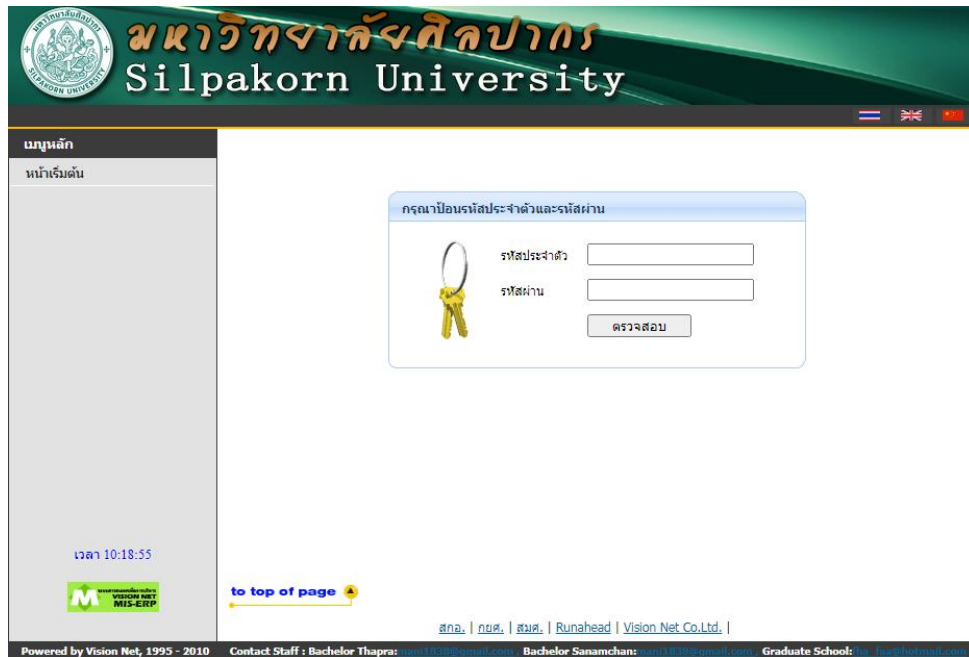 มหาวิทยาลัยศิลปากร
Silpakorn University
เมนูหลัก
หน้าเริ่มต้น
กรุณาป้อนรหัสประจำตัวและรหัสผ่าน
รหัสประจำตัว
รหัสผ่าน
ตรวจสอบ
เวลา 10:18:55
VISION NET
MIS-ERP
to top of page
สกอ. | กยศ. | สมศ. | Runahead | Vision Net Co.Ltd. |
Powered by Vision Net, 1995 - 2010 Contact Staff : Bachelor Thapra: Bachelor Sanamchan: Graduate School: